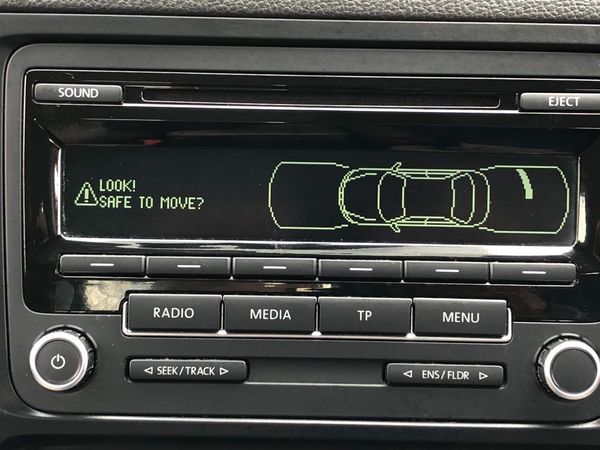 SOUND
EJECT
LOOK!
SAFE TO MOVE?
RADIO
MEDIA
TP
MENU
◁ SEEK / TRACK ▷
◁ ENS / FLDR ▷